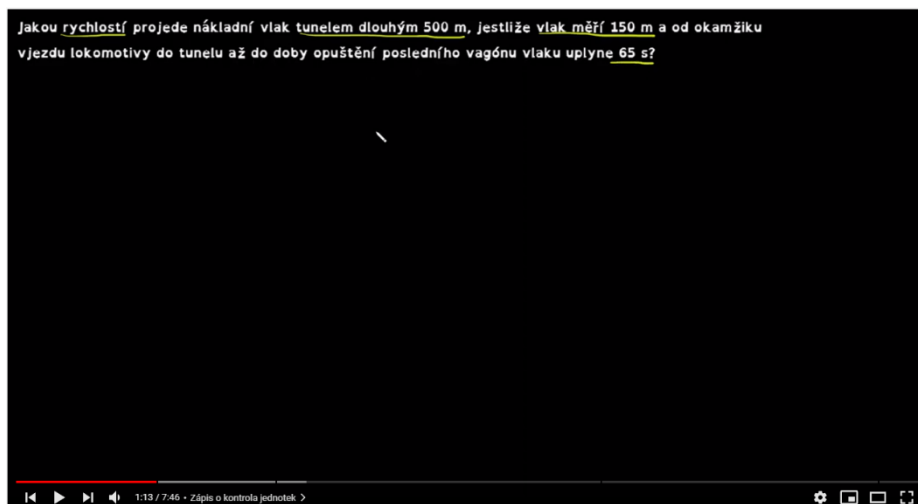 Jakou rychlostí projede nákladní vlak tunelem dlouhým 500 m, jestliže vlak měří 150 m a od okamžiku
vjezdu lokomotivy do tunelu až do doby opuštění posledního vagónu vlaku uplyne 65 s?
1:13 / 7:46 • Zápis o kontrola jednotek >